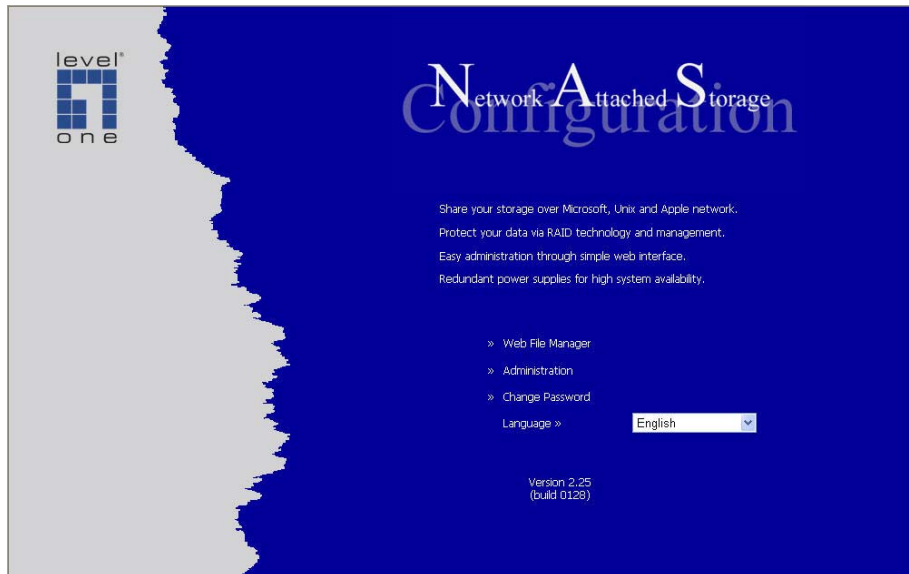 level®
one
Network Attached Storage
Configuration
Share your storage over Microsoft, Unix and Apple network.
Protect your data via RAID technology and management.
Easy administration through simple web interface.
Redundant power supplies for high system availability.
» Web File Manager
» Administration
» Change Password
Language » English
Version 2.25
(build 0128)